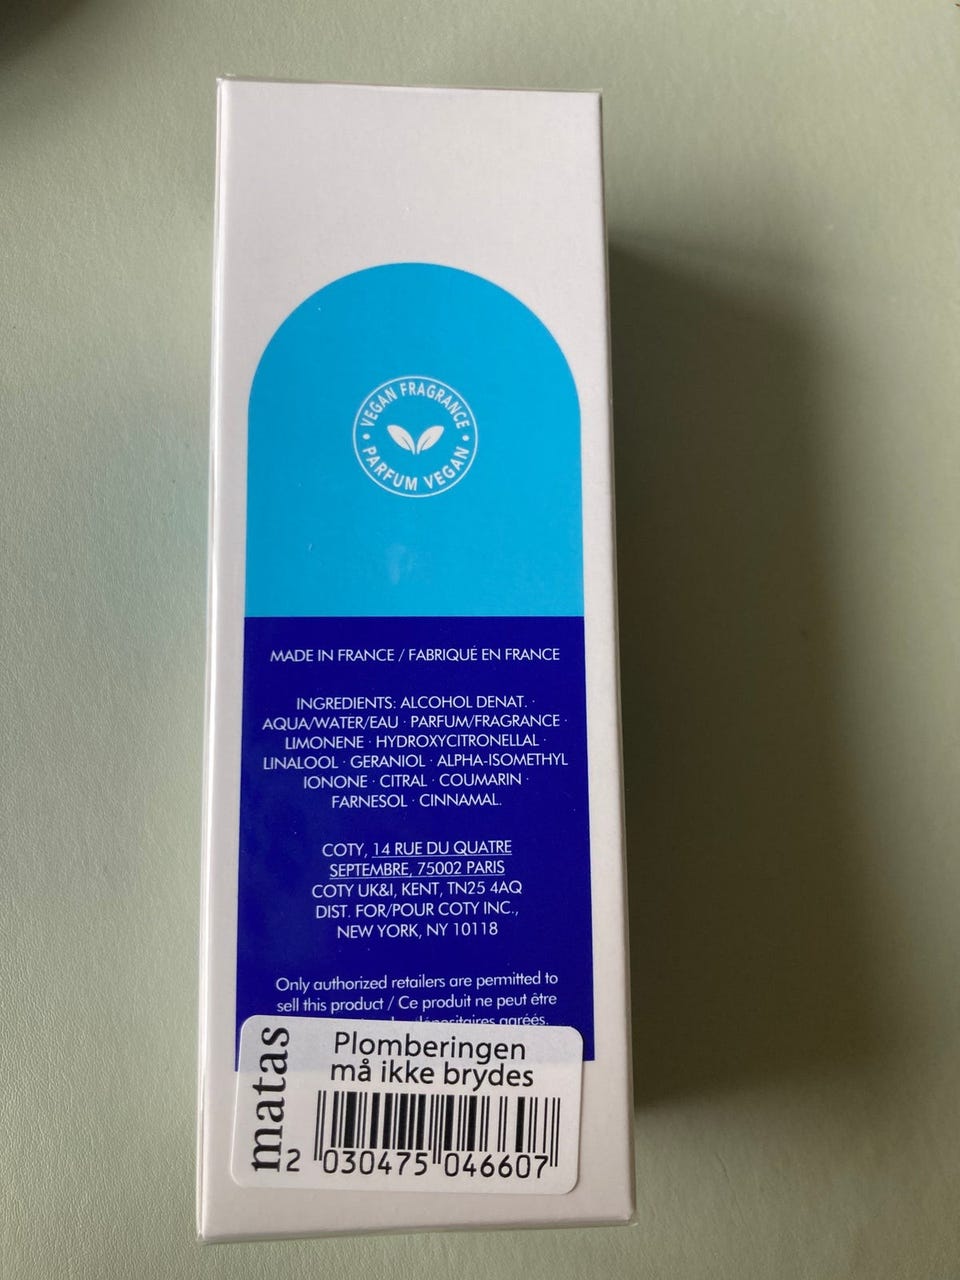 VEGAN FRAGRANCE
PARFUM VEGAN
MADE IN FRANCE / FABRIQUÉ EN FRANCE
INGREDIENTS: ALCOHOL DENAT. ·
AQUA/WATER/EAU · PARFUM/FRAGRANCE ·
LIMONENE · HYDROXYCITRONELLAL ·
LINALOOL · GERANIOL · ALPHA-ISOMETHYL
IONONE · CITRAL · COUMARIN ·
FARNESOL · CINNAMAL.
COTY, 14 RUE DU QUATRE
SEPTEMBRE, 75002 PARIS
COTY UK&I, KENT, TN25 4AQ
DIST. FOR/POUR COTY INC.,
NEW YORK, NY 10118
Only authorized retailers are permitted to
sell this product / Ce produit ne peut être
dépositaires agréés.
matas
Plomberingen
må ikke brydes
2 030475 046607